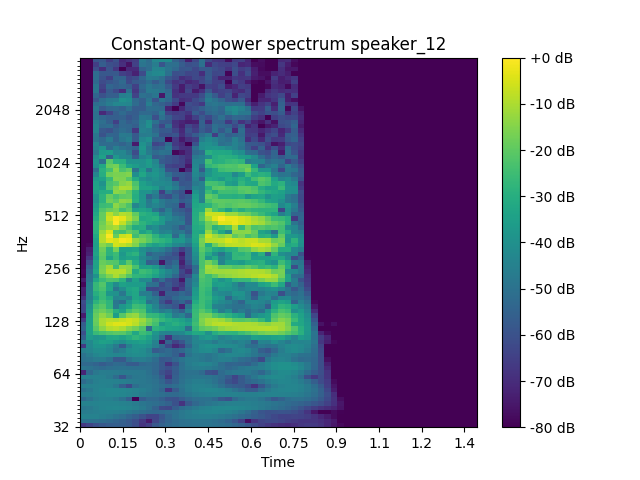 Constant-Q power spectrum speaker_12
Hz
2048
1024
512
256
128
64
32
0 0.15 0.3 0.45 0.6 0.75 0.9 1.1 1.2 1.4
Time
+0 dB
-10 dB
-20 dB
-30 dB
-40 dB
-50 dB
-60 dB
-70 dB
-80 dB